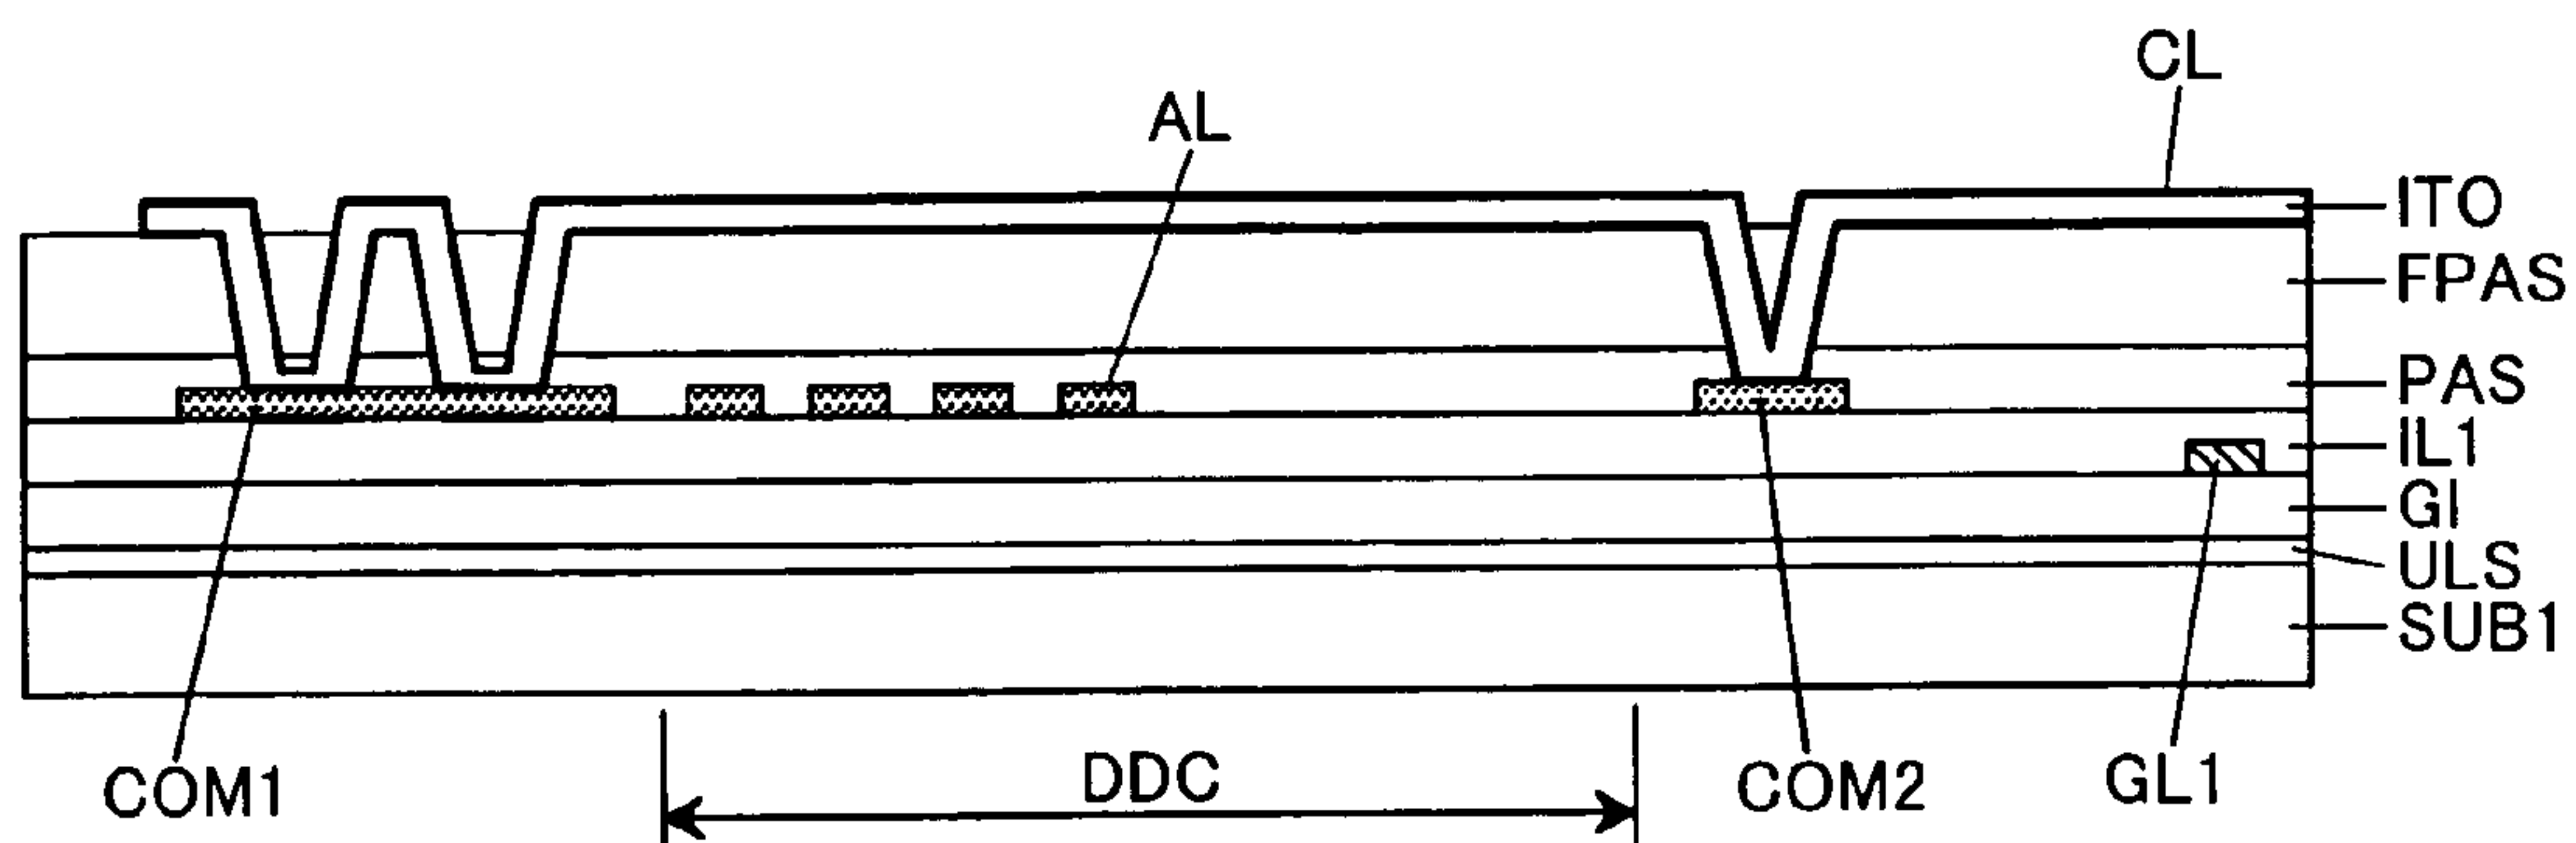 CL
AL
ITO
FPAS
PAS
IL1
GI
ULS
SUB1
COM1
DDC
COM2
GL1